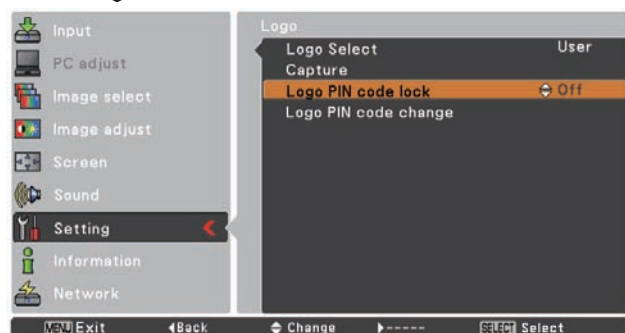 Input
PC adjust
Image select
Image adjust
Screen
Sound
Setting
Information
Network
Logo
Logo Select User
Capture
Logo PIN code lock Off
Logo PIN code change
MENU Exit Back Change ----- SELECT Select